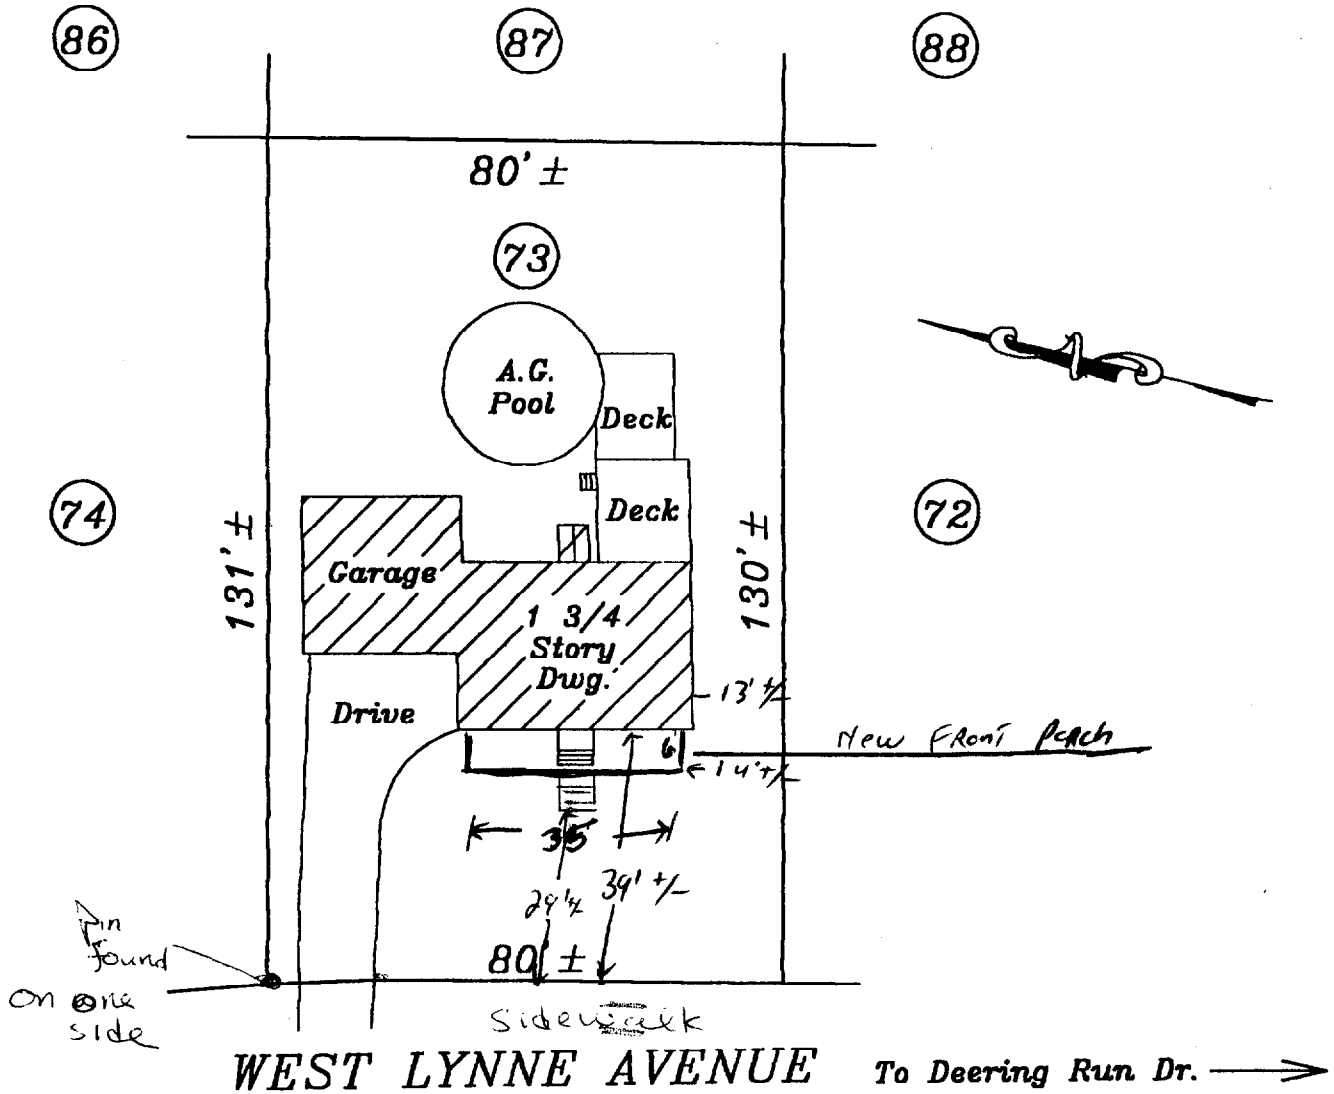 86
87
88
80' ±
73
A.G.
Pool
Deck
Deck
74
72
131' ±
130' ±
Garage
1 3/4
Story
Dwg.
13' +/-
Drive
New Front Porch
6'
14' +/-
35
29' +/-
39' +/-
Pin
found
on one
side
80' ±
Sidewalk
WEST LYNNE AVENUE
To Deering Run Dr.